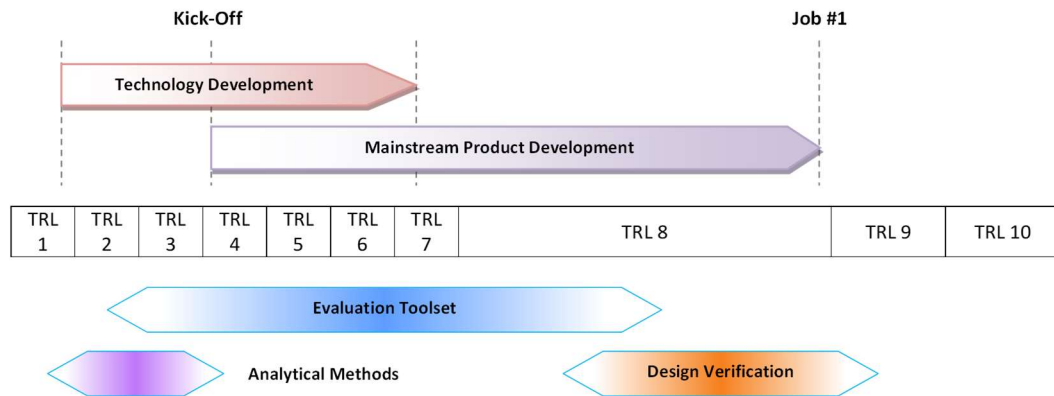 Kick-Off
Job #1
Technology Development
Mainstream Product Development
TRL 1
TRL 2
TRL 3
TRL 4
TRL 5
TRL 6
TRL 7
TRL 8
TRL 9
TRL 10
Evaluation Toolset
Analytical Methods
Design Verification